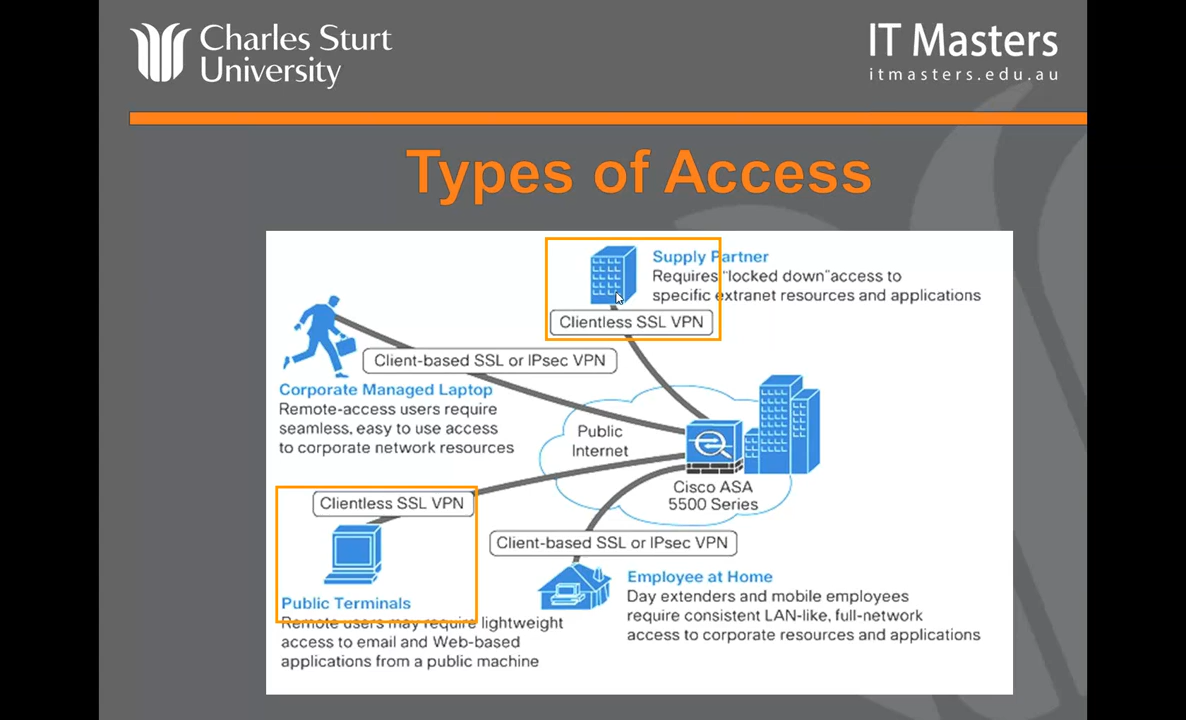 Charles Sturt
University
IT Masters
itmasters.edu.au
Types of Access
Supply Partner
Requires "locked down"access to
specific extranet resources and applications
Clientless SSL VPN
Client-based SSL or IPsec VPN
Corporate Managed Laptop
Remote-access users require
seamless, easy to use access
to corporate network resources
Public
Internet
Cisco ASA
5500 Series
Clientless SSL VPN
Public Terminals
Remote users may require lightweight
access to email and Web-based
applications from a public machine
Client-based SSL or IPsec VPN
Employee at Home
Day extenders and mobile employees
require consistent LAN-like, full-network
access to corporate resources and applications